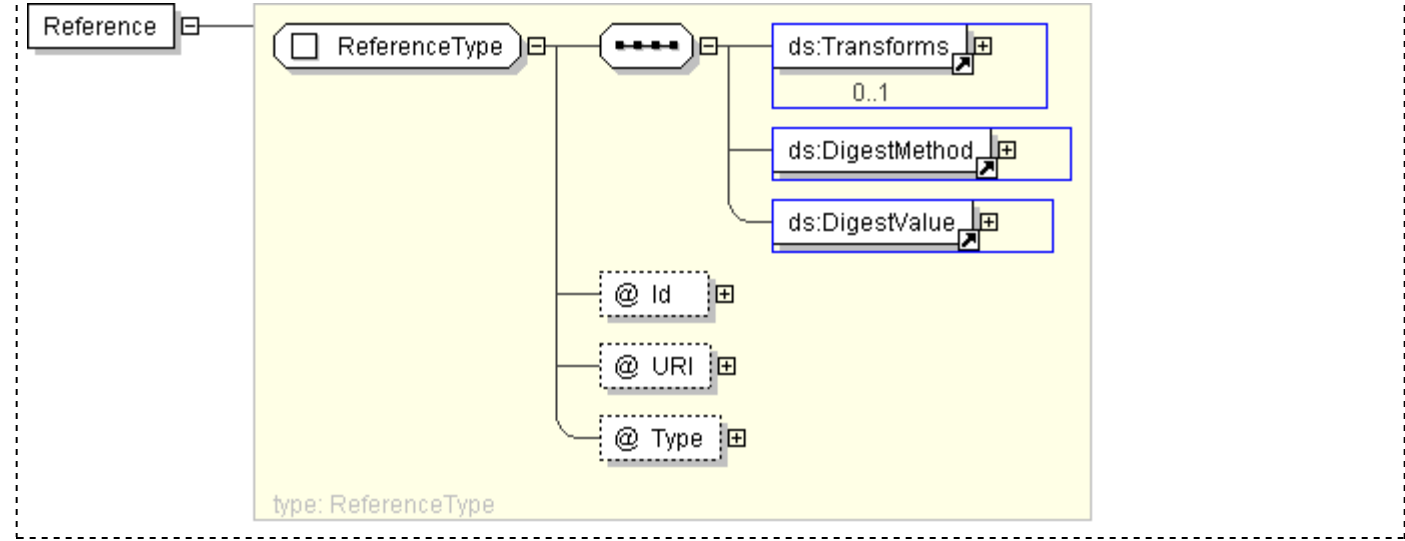 Reference
ReferenceType
ds:Transforms
0..1
ds:DigestMethod
ds:DigestValue
@ Id
@ URI
@ Type
type: ReferenceType